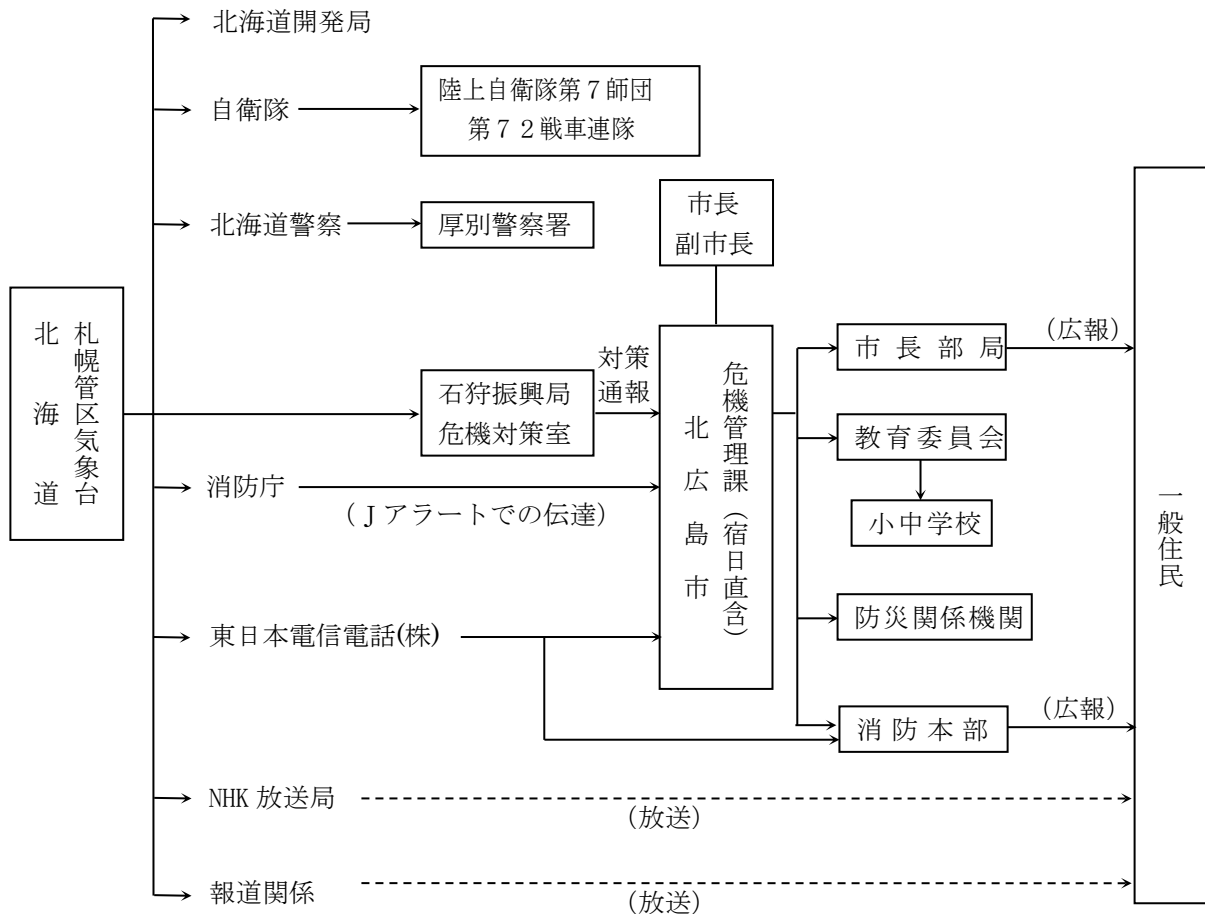 北海道開発局
自衛隊
陸上自衛隊第７師団
第７２戦車連隊
北海道警察
厚別警察署
市長
副市長
札幌管区気象台
北海道
石狩振興局
危機対策室
対策
通報
危機管理課（宿日直含）
北広島市
市長部局
（広報）
教育委員会
小中学校
一般住民
消防庁
（Ｊアラートでの伝達）
防災関係機関
東日本電信電話(株)
消防本部
（広報）
NHK 放送局
（放送）
報道関係
（放送）